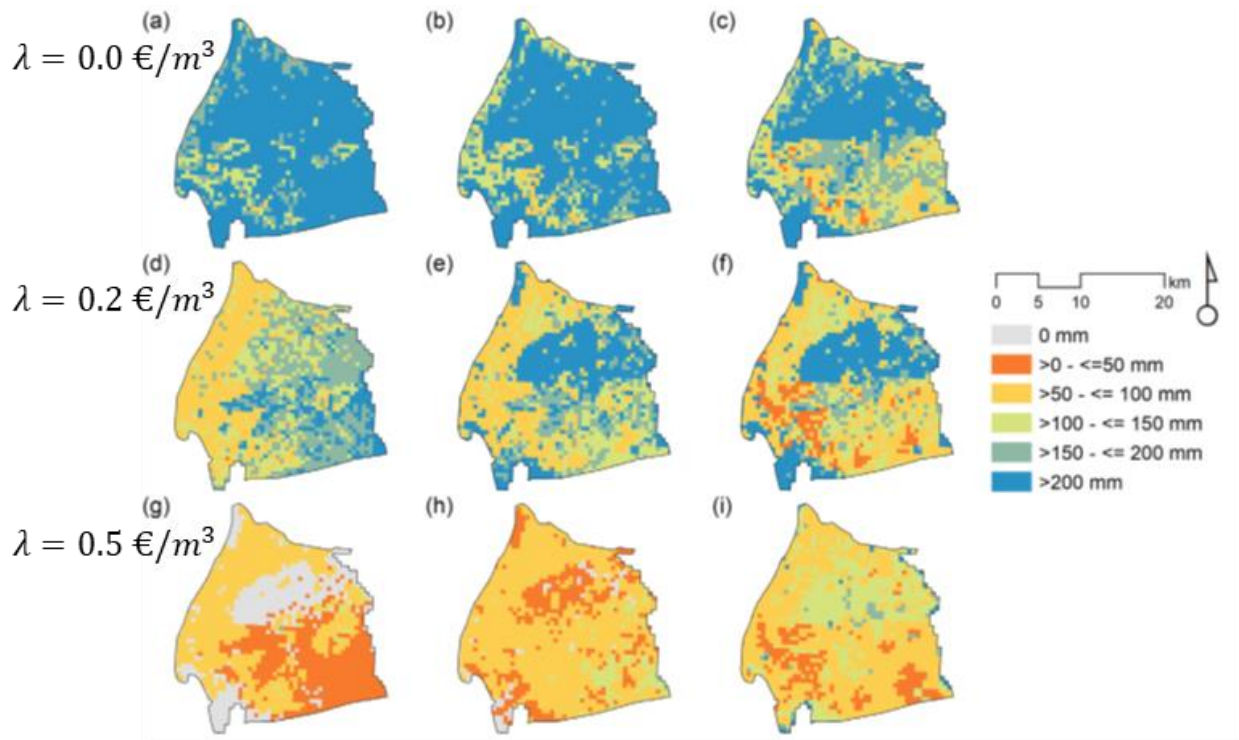 (a) (b) (c)
λ = 0.0 €/m³
(d) (e) (f)
λ = 0.2 €/m³
km
0 5 10 20
0 mm
>0 - <=50 mm
>50 - <= 100 mm
>100 - <= 150 mm
>150 - <= 200 mm
>200 mm
(g) (h) (i)
λ = 0.5 €/m³